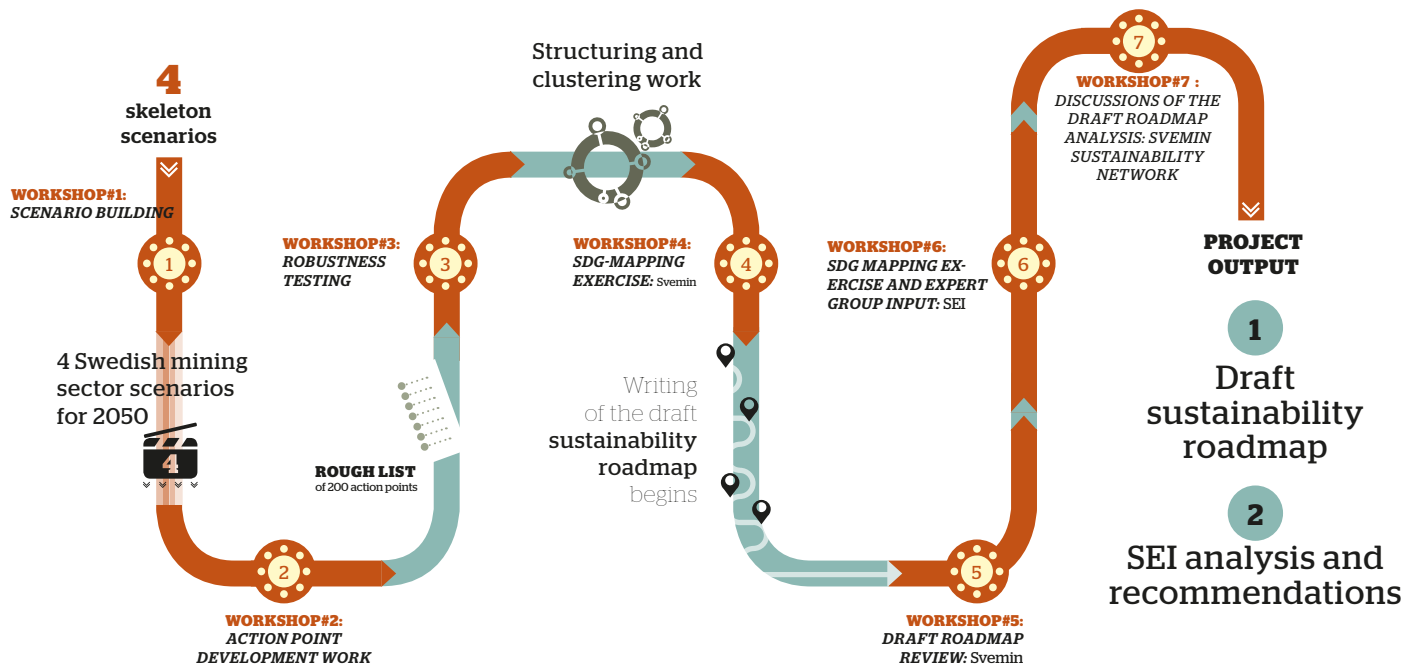 4
skeleton
scenarios
WORKSHOP#1:
SCENARIO BUILDING
1
4 Swedish mining
sector scenarios
for 2050
4
2
WORKSHOP#2:
ACTION POINT
DEVELOPMENT WORK
ROUGH LIST
of 200 action points
WORKSHOP#3:
ROBUSTNESS
TESTING
3
Structuring and
clustering work
WORKSHOP#4:
SDG-MAPPING
EXERCISE: Svemin
4
Writing
of the draft
sustainability
roadmap
begins
5
WORKSHOP#5:
DRAFT ROADMAP
REVIEW: Svemin
WORKSHOP#6:
SDG MAPPING EX-
ERCISE AND EXPERT
GROUP INPUT: SEI
6
7
WORKSHOP#7 :
DISCUSSIONS OF THE
DRAFT ROADMAP
ANALYSIS: SVEMIN
SUSTAINABILITY
NETWORK
PROJECT
OUTPUT
1
Draft
sustainability
roadmap
2
SEI analysis and
recommendations